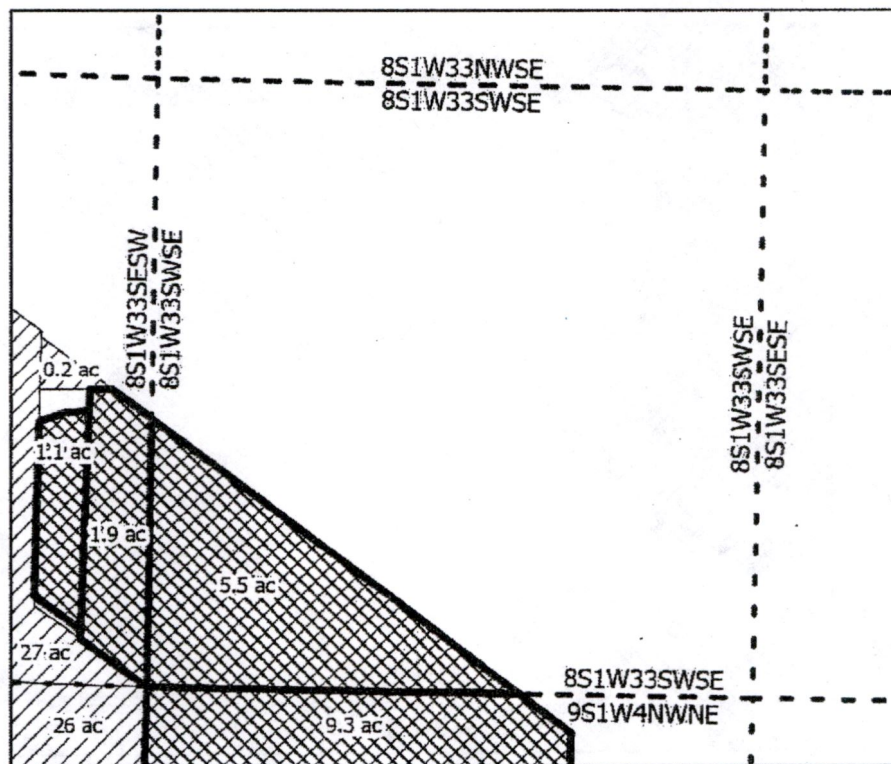 8S1W33NWSE
8S1W33SWSE
8S1W33SESW
8S1W33SWSE
8S1W33SWSE
8S1W33SESE
0.2 ac
1.1 ac
1.9 ac
5.5 ac
27 ac
8S1W33SWSE
9S1W4NWNE
26 ac
9.3 ac